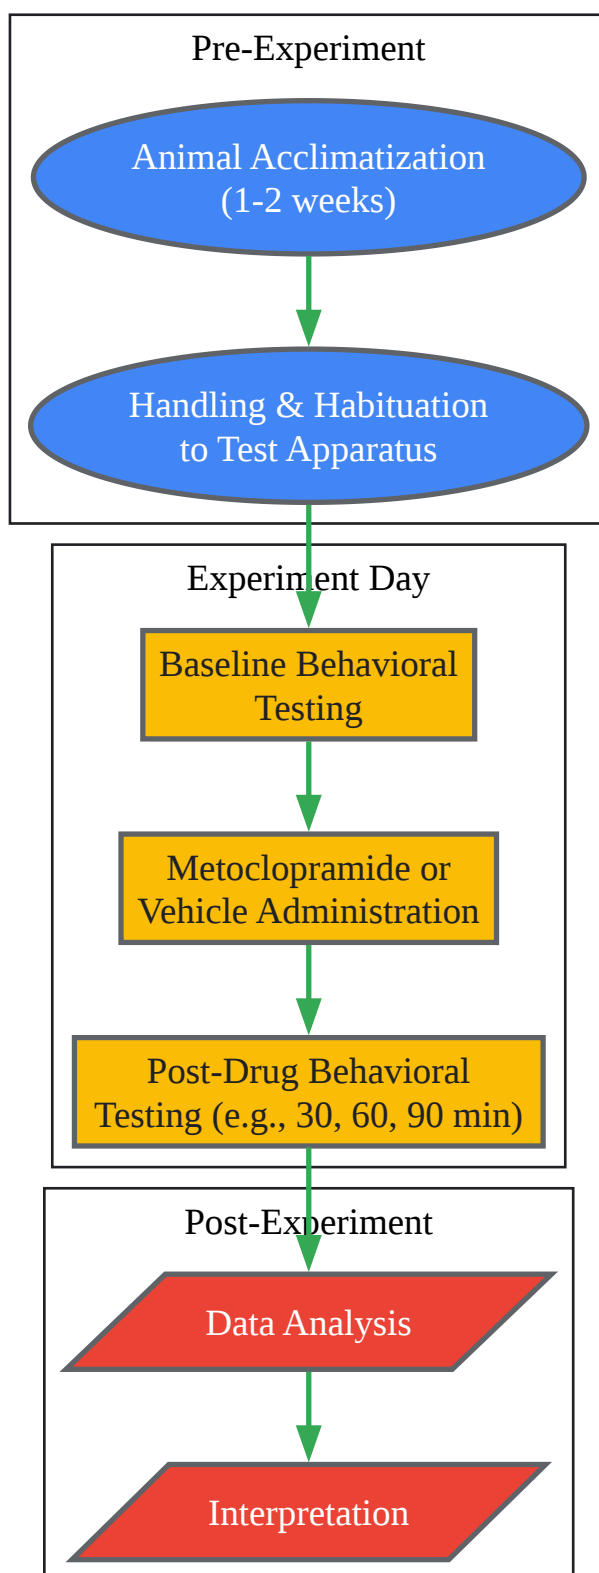 Pre-Experiment
Animal Acclimatization
(1-2 weeks)
Handling & Habituation
to Test Apparatus
Experiment Day
Baseline Behavioral
Testing
Metoclopramide or
Vehicle Administration
Post-Drug Behavioral
Testing (e.g., 30, 60, 90 min)
Post-Experiment
Data Analysis
Interpretation